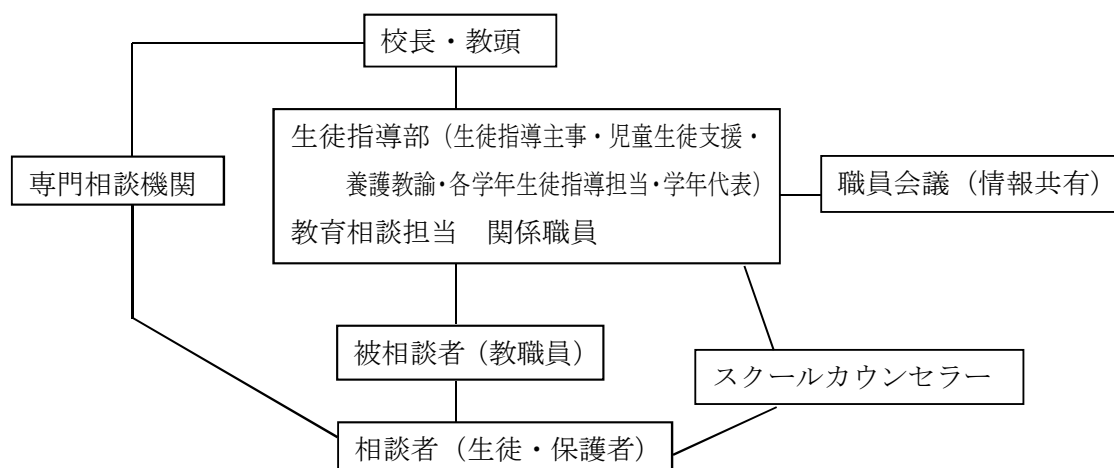 校長・教頭
生徒指導部（生徒指導主事・児童生徒支援・
養護教諭・各学年生徒指導担当・学年代表）
教育相談担当　関係職員
専門相談機関
職員会議（情報共有）
被相談者（教職員）
スクールカウンセラー
相談者（生徒・保護者）